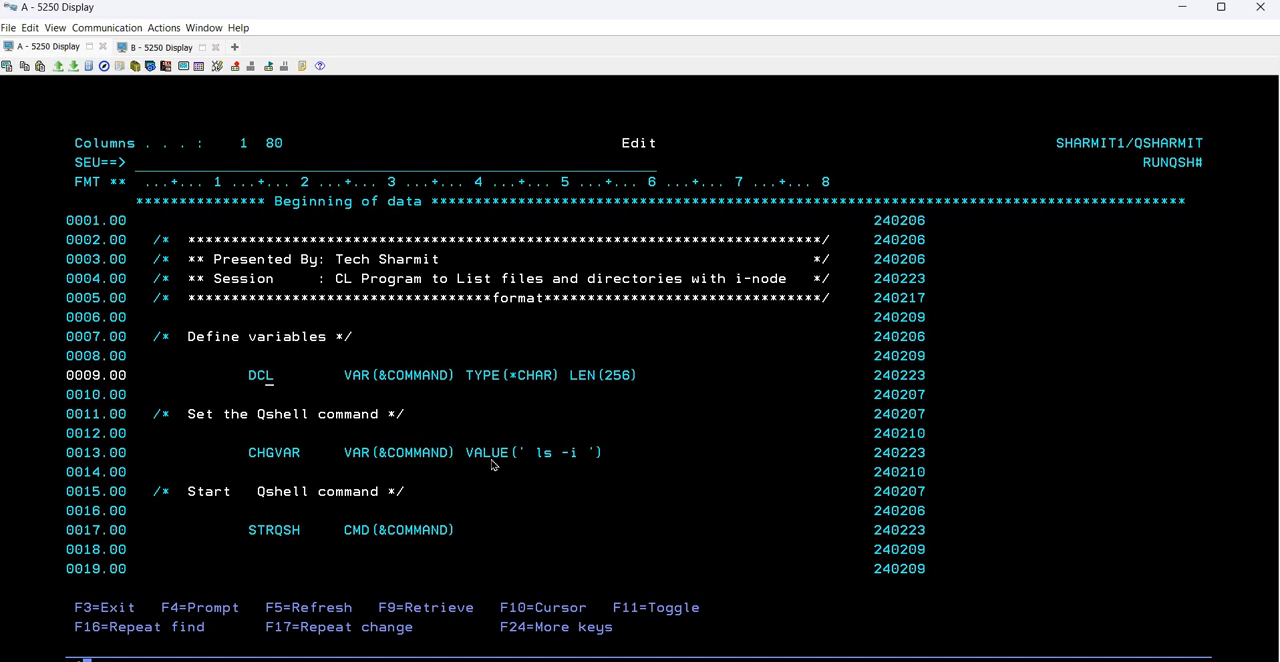 A - 5250 Display
File Edit View Communication Actions Window Help
A - 5250 Display B - 5250 Display +
Columns . . . : 1 80 Edit SHARMIT1/QSHARMIT
SEU==> RUNQSH#
FMT ** ...+... 1 ...+... 2 ...+... 3 ...+... 4 ...+... 5 ...+... 6 ...+... 7 ...+... 8
*************** Beginning of data ***************************************************************************************
0001.00 240206
0002.00 /* *************************************************************************/ 240206
0003.00 /* ** Presented By: Tech Sharmit */ 240206
0004.00 /* ** Session : CL Program to List files and directories with i-node */ 240223
0005.00 /* ***********************************format********************************/ 240217
0006.00 240209
0007.00 /* Define variables */ 240206
0008.00 240209
0009.00 DCL VAR(&COMMAND) TYPE(*CHAR) LEN(256) 240223
0010.00 240207
0011.00 /* Set the Qshell command */ 240207
0012.00 240210
0013.00 CHGVAR VAR(&COMMAND) VALUE(' ls -i ') 240223
0014.00 240210
0015.00 /* Start Qshell command */ 240207
0016.00 240206
0017.00 STRQSH CMD(&COMMAND) 240223
0018.00 240209
0019.00 240209
F3=Exit F4=Prompt F5=Refresh F9=Retrieve F10=Cursor F11=Toggle
F16=Repeat find F17=Repeat change F24=More keys